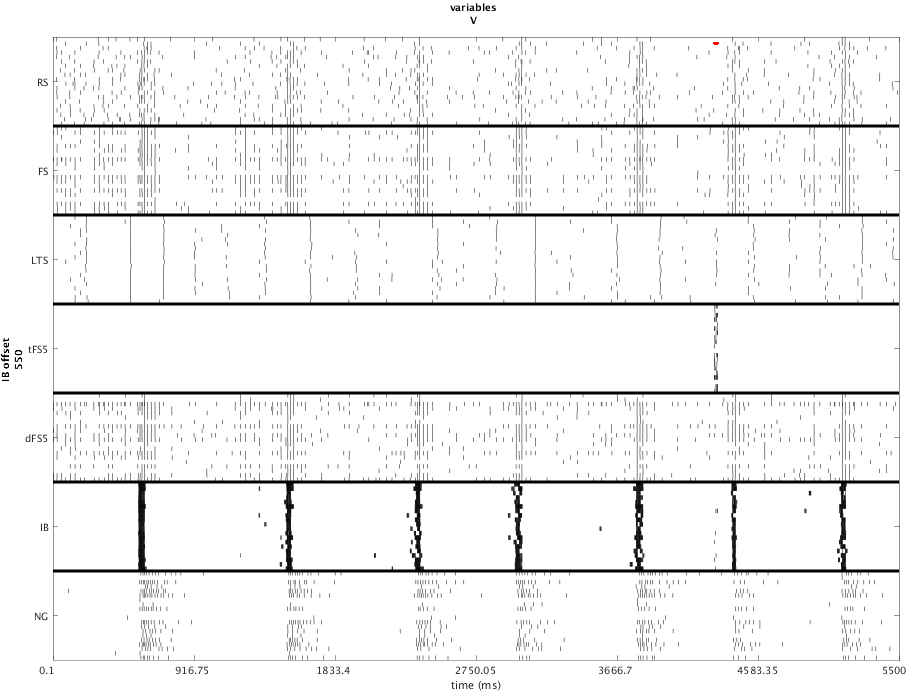 variables
V
RS
FS
LTS
IB offset
550
tFS5
dFS5
IB
NG
0.1 916.75 1833.4 2750.05 3666.7 4583.35 5500
time (ms)